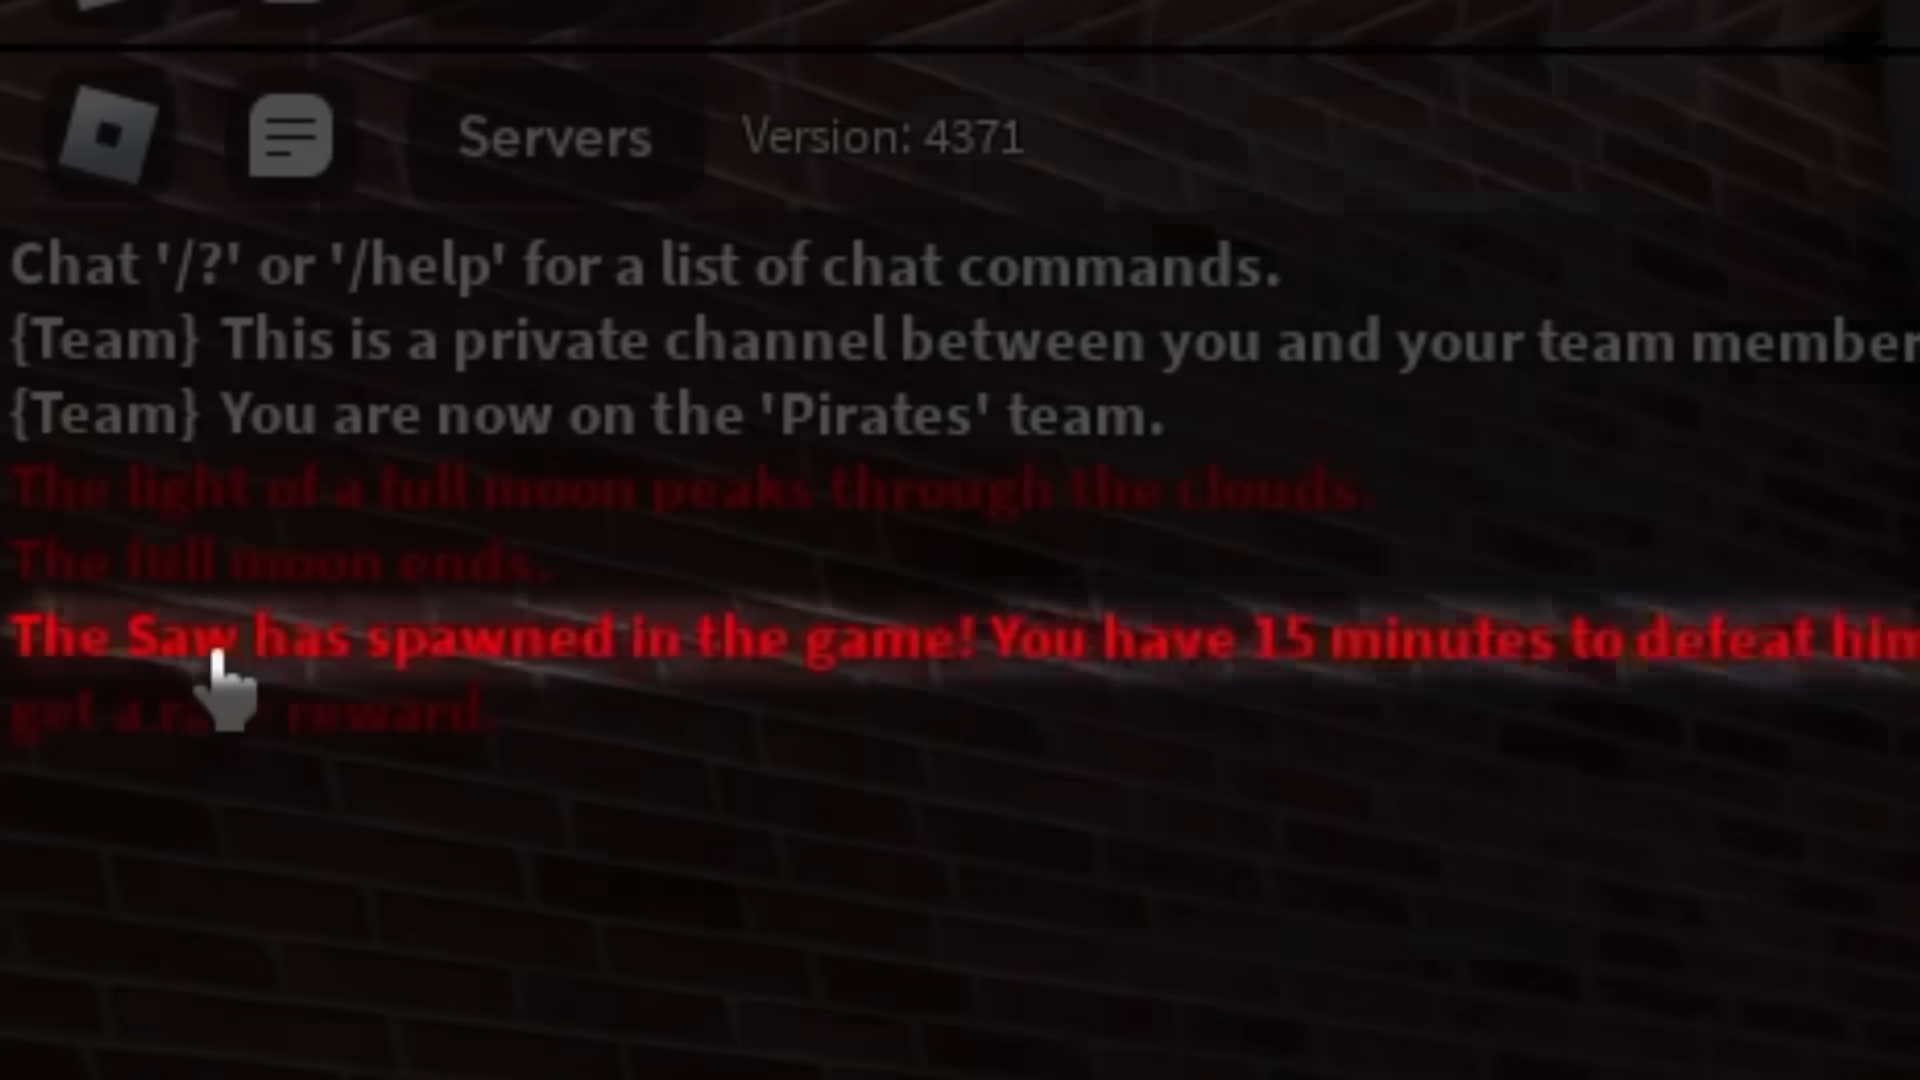 Servers Version: 4371
Chat '/?' or '/help' for a list of chat commands.
{Team} This is a private channel between you and your team member
{Team} You are now on the 'Pirates' team.
The light of a full moon peaks through the clouds.
The full moon ends.
The Saw has spawned in the game! You have 15 minutes to defeat him
get a reward.